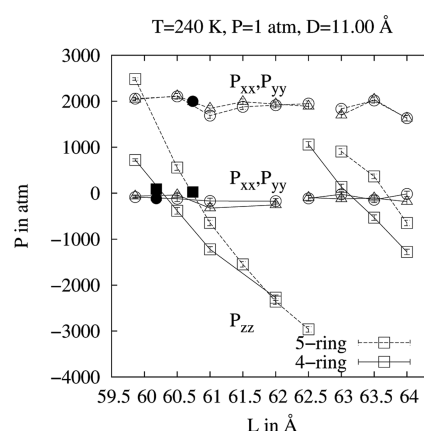 T=240 K, P=1 atm, D=11.00 Å
3000
2000
1000
0
−1000
−2000
−3000
−4000
P in atm
Pxx,Pyy
Pxx,Pyy
Pzz
5−ring
4−ring
59.5 60 60.5 61 61.5 62 62.5 63 63.5 64
L in Å